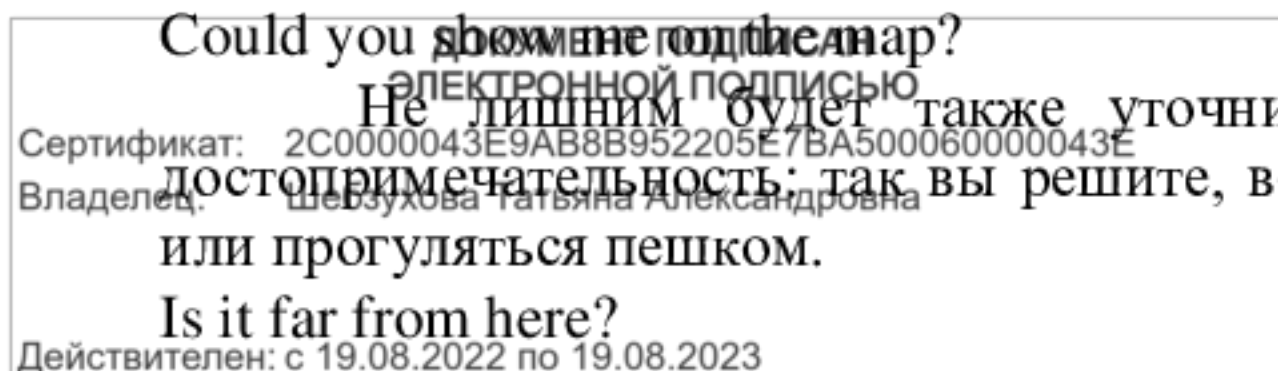 Could you show me on the map?
ДОКУМЕНТ ПОДПИСАН
ЭЛЕКТРОННОЙ ПОДПИСЬЮ
Не лишним будет также
Сертификат: 2C0000043E9AB8B952205E7BA500060000043E
достопримечательность: так вы решите,
Владелец: Шебзухова Татьяна Александровна
или прогуляться пешком.
Is it far from here?
Действителен: с 19.08.2022 по 19.08.2023